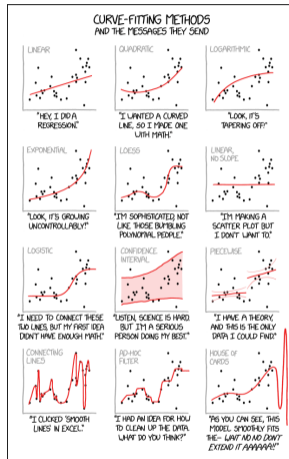 CURVE-FITTING METHODS
AND THE MESSAGES THEY SEND
LINEAR
"HEY, I DID A
REGRESSION."
QUADRATIC
"I WANTED A CURVED
LINE, SO I MADE ONE
WITH MATH."
LOGARITHMIC
"LOOK, IT'S
TAPERING OFF!"
EXPONENTIAL
"LOOK, IT'S GROWING
UNCONTROLLABLY!"
LOESS
"I'M SOPHISTICATED, NOT
LIKE THOSE BUMBLING
POLYNOMIAL PEOPLE."
LINEAR,
NO SLOPE
"I'M MAKING A
SCATTER PLOT BUT
I DON'T WANT TO."
LOGISTIC
"I NEED TO CONNECT THESE
TWO LINES, BUT MY FIRST IDEA
DIDN'T HAVE ENOUGH MATH."
CONFIDENCE
INTERVAL
"LISTEN, SCIENCE IS HARD.
BUT I'M A SERIOUS
PERSON DOING MY BEST."
PIECEWISE
"I HAVE A THEORY,
AND THIS IS THE ONLY
DATA I COULD FIND."
CONNECTING
LINES
"I CLICKED 'SMOOTH
LINES' IN EXCEL."
AD-HOC
FILTER
"I HAD AN IDEA FOR HOW
TO CLEAN UP THE DATA.
WHAT DO YOU THINK?"
HOUSE OF
CARDS
"AS YOU CAN SEE, THIS
MODEL SMOOTHLY FITS
THE- WAIT NO NO DON'T
EXTEND IT AAAAAA!!"